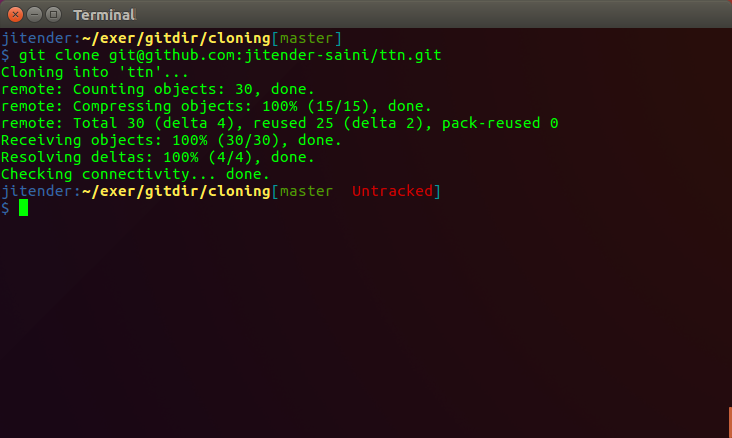 Terminal
jitender:~/exer/gitdir/cloning[master]
$ git clone git@github.com:jitender-saini/ttn.git
Cloning into 'ttn'...
remote: Counting objects: 30, done.
remote: Compressing objects: 100% (15/15), done.
remote: Total 30 (delta 4), reused 25 (delta 2), pack-reused 0
Receiving objects: 100% (30/30), done.
Resolving deltas: 100% (4/4), done.
Checking connectivity... done.
jitender:~/exer/gitdir/cloning[master  Untracked]
$